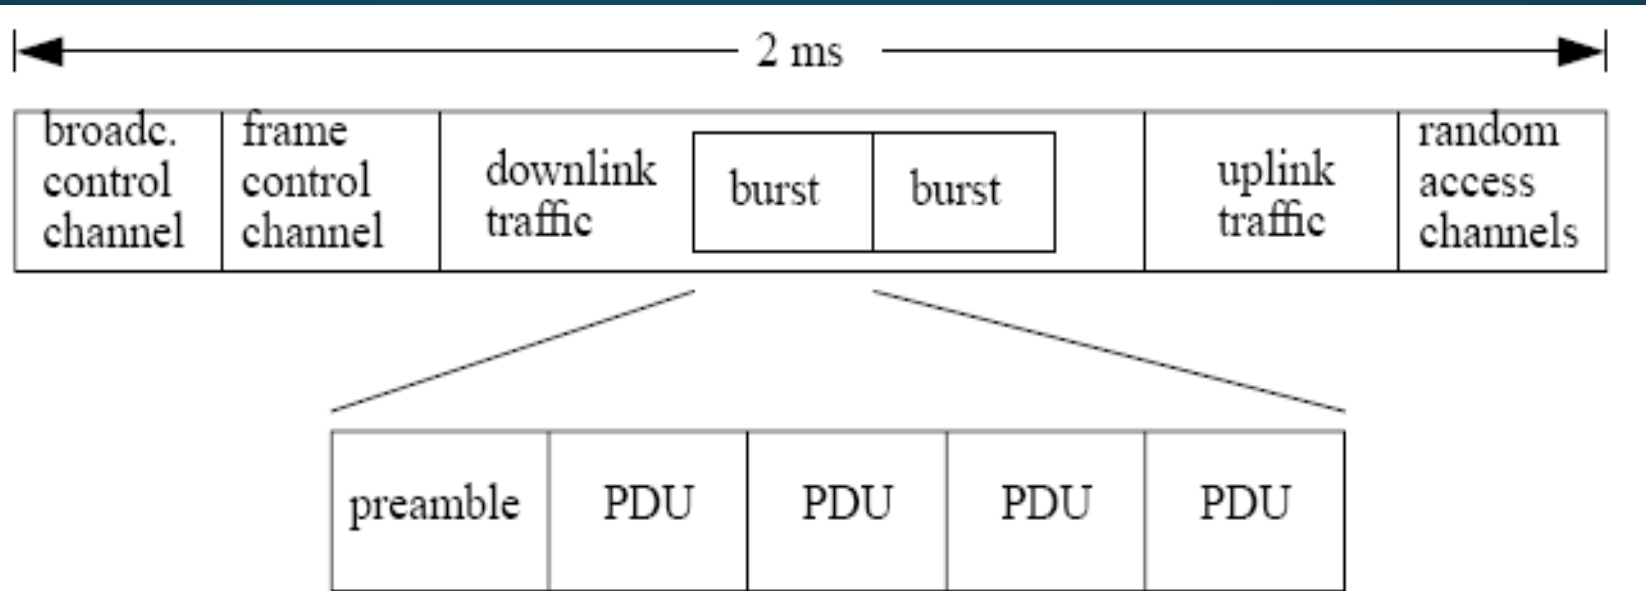 2 ms
broadc.
control
channel
frame
control
channel
downlink
traffic
burst
burst
uplink
traffic
random
access
channels
preamble
PDU
PDU
PDU
PDU